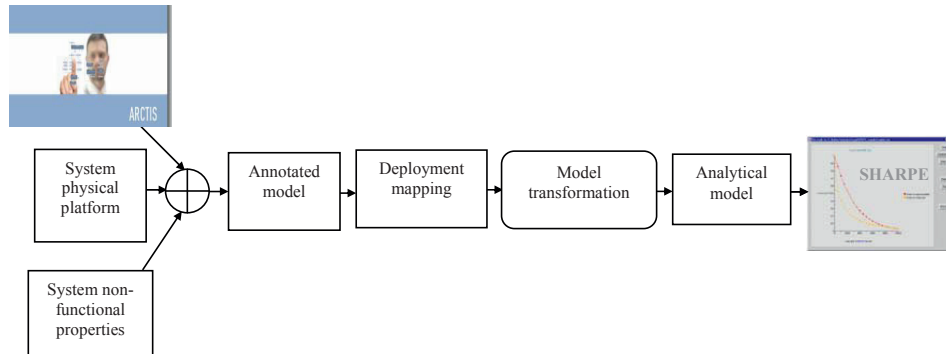 ARCTIS
System
physical
platform
System non-
functional
properties
Annotated
model
Deployment
mapping
Model
transformation
Analytical
model
SHARPE